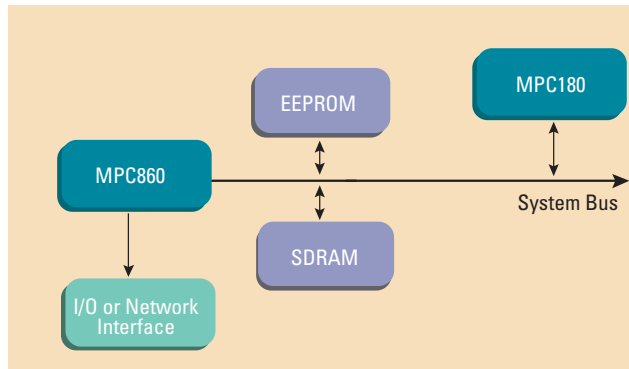 EEPROM
MPC180
MPC860
System Bus
SDRAM
I/O or Network
Interface